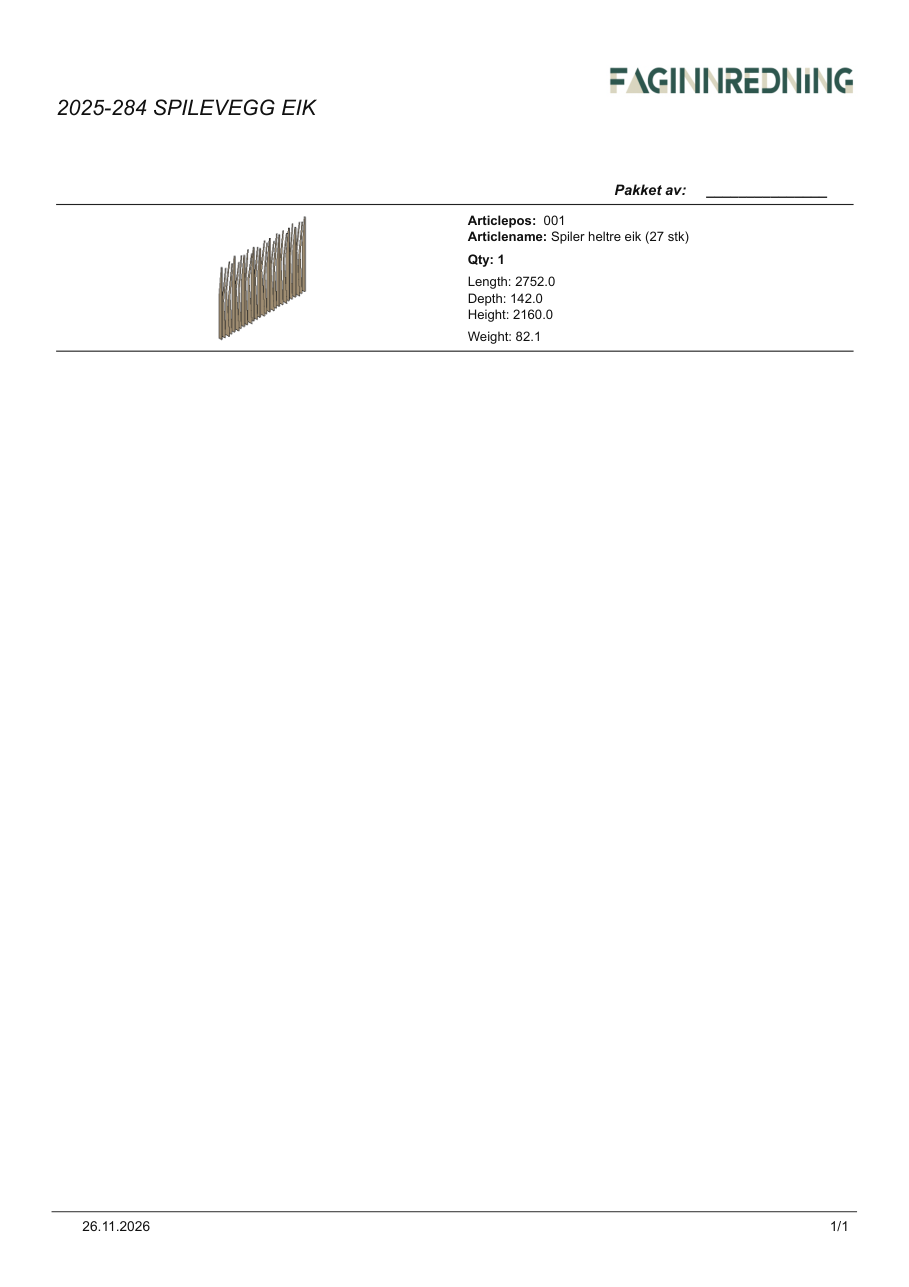 FAGINNREDNiNG
2025-284 SPILEVEGG EIK
Pakket av: _______________
Articlepos: 001
Articlename: Spiler heltre eik (27 stk)
Qty: 1
Length: 2752.0
Depth: 142.0
Height: 2160.0
Weight: 82.1
26.11.2026
1/1